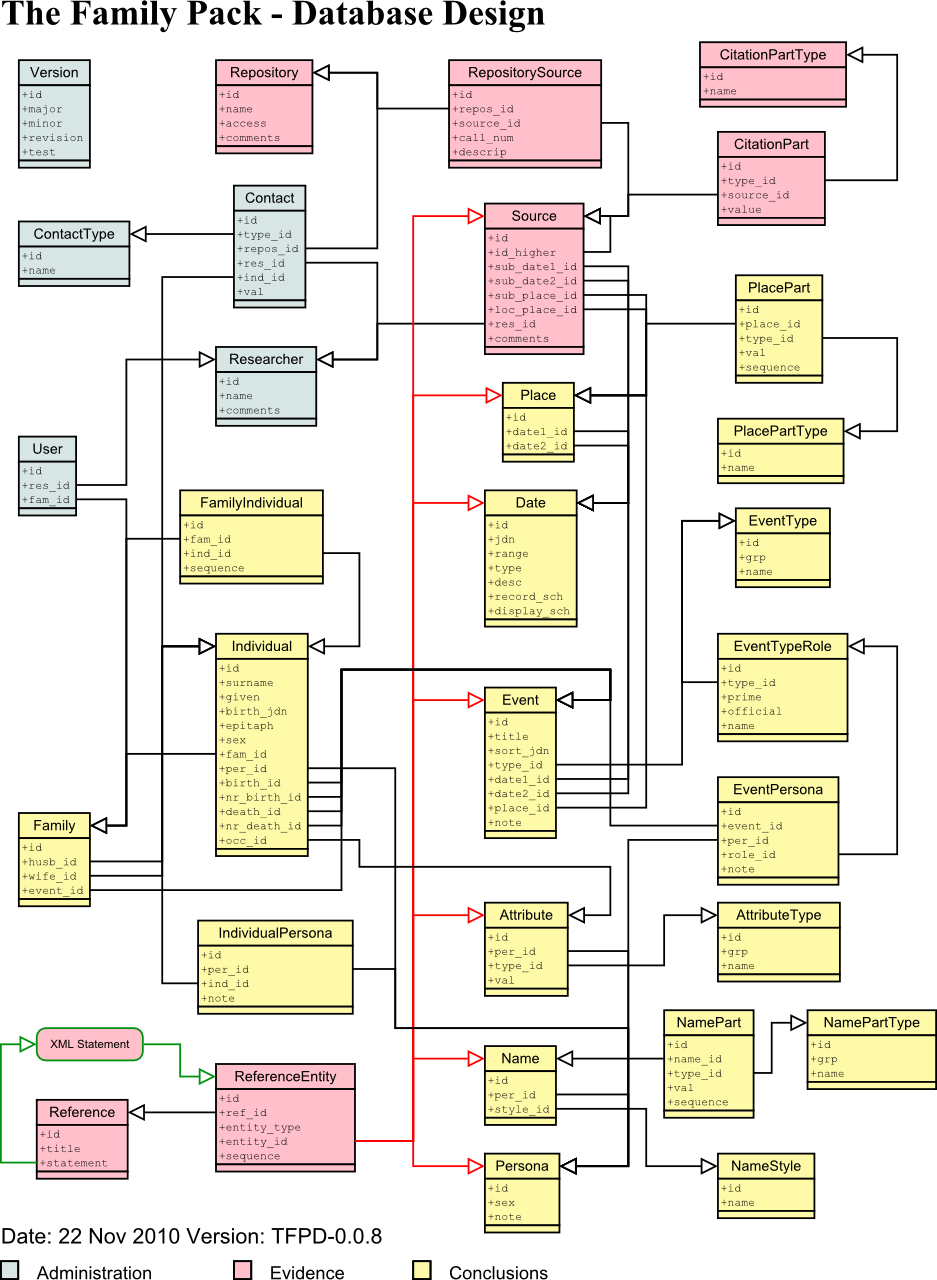 The Family Pack - Database Design
Version
+id
+major
+minor
+revision
+test
Repository
+id
+name
+access
+comments
RepositorySource
+id
+repos_id
+source_id
+call_num
+descrip
CitationPartType
+id
+name
CitationPart
+id
+type_id
+source_id
+value
ContactType
+id
+name
Contact
+id
+type_id
+repos_id
+res_id
+ind_id
+val
Source
+id
+id_higher
+sub_date1_id
+sub_date2_id
+sub_place_id
+loc_place_id
+res_id
+comments
PlacePart
+id
+place_id
+type_id
+val
+sequence
Researcher
+id
+name
+comments
Place
+id
+date1_id
+date2_id
PlacePartType
+id
+name
User
+id
+res_id
+fam_id
FamilyIndividual
+id
+fam_id
+ind_id
+sequence
Date
+id
+jdn
+range
+type
+desc
+record_sch
+display_sch
EventType
+id
+grp
+name
Individual
+id
+surname
+given
+birth_jdn
+epitaph
+sex
+fam_id
+per_id
+birth_id
+nr_birth_id
+death_id
+nr_death_id
+occ_id
Event
+id
+title
+sort_jdn
+type_id
+date1_id
+date2_id
+place_id
+note
EventTypeRole
+id
+type_id
+prime
+official
+name
EventPersona
+id
+event_id
+per_id
+role_id
+note
Family
+id
+husb_id
+wife_id
+event_id
IndividualPersona
+id
+per_id
+ind_id
+note
Attribute
+id
+per_id
+type_id
+val
AttributeType
+id
+grp
+name
XML Statement
ReferenceEntity
+id
+ref_id
+entity_type
+entity_id
+sequence
Reference
+id
+title
+statement
Name
+id
+per_id
+style_id
NamePart
+id
+name_id
+type_id
+val
+sequence
NamePartType
+id
+grp
+name
Persona
+id
+sex
+note
NameStyle
+id
+name
Date: 22 Nov 2010 Version: TFPD-0.0.8
Administration
Evidence
Conclusions